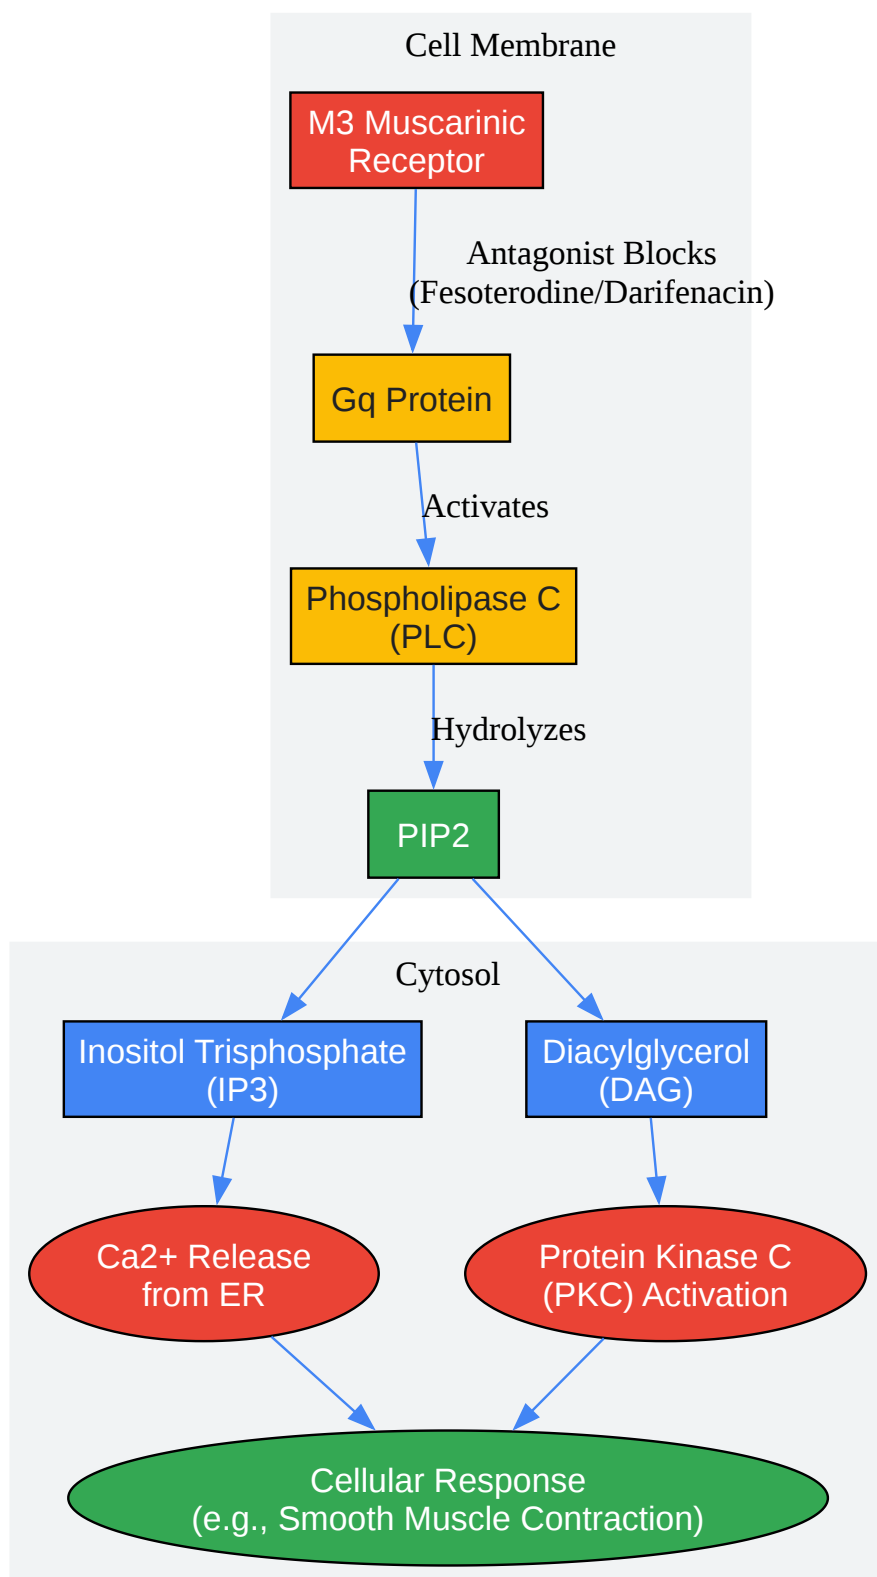 Cell Membrane
M3 Muscarinic
Receptor
Antagonist Blocks
(Fesoterodine/Darifenacin)
Gq Protein
Activates
Phospholipase C
(PLC)
Hydrolyzes
PIP2
Cytosol
Inositol Trisphosphate
(IP3)
Diacylglycerol
(DAG)
Ca2+ Release
from ER
Protein Kinase C
(PKC) Activation
Cellular Response
(e.g., Smooth Muscle Contraction)